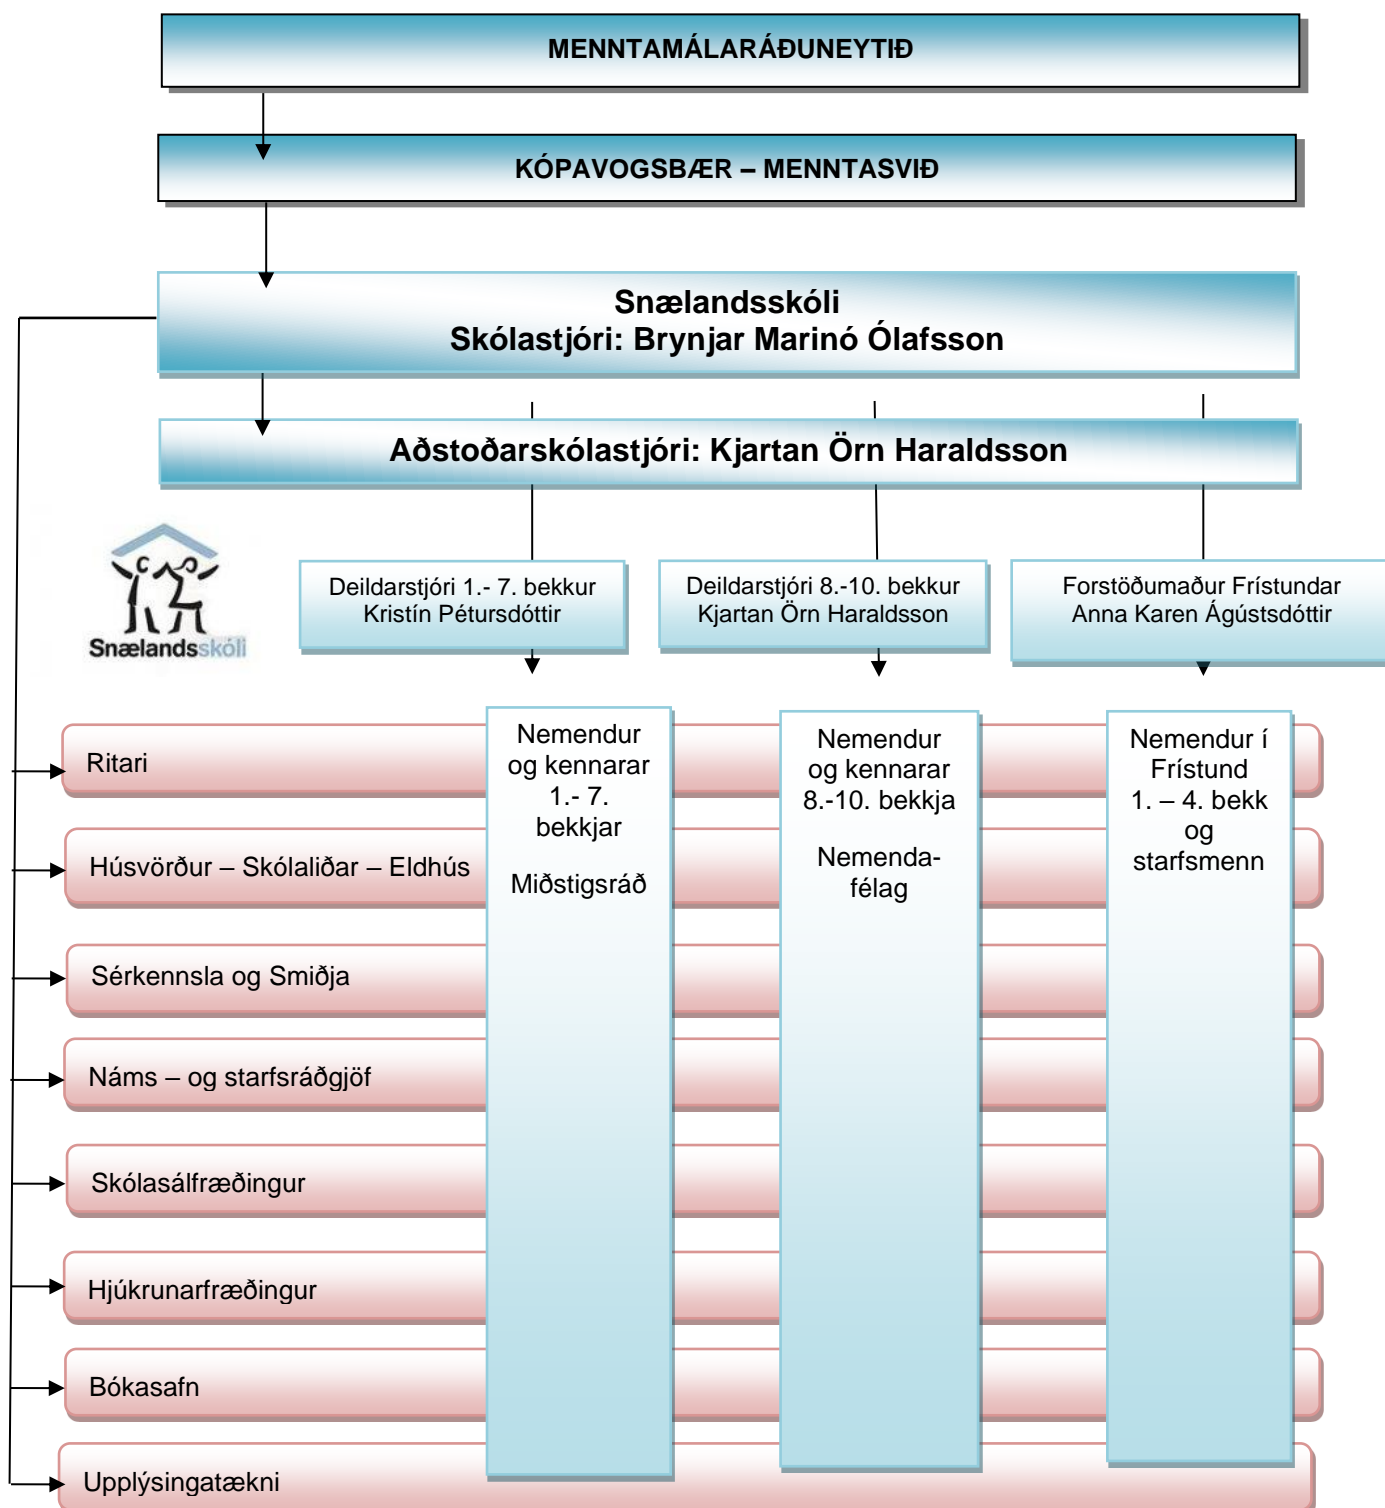 MENNTAMÁLARÁÐUNEYTIÐ
KÓPAVOGSBÆR – MENNTASVIÐ
Snælandsskóli
Skólastjóri: Brynjar Marinó Ólafsson
Aðstoðarskólastjóri: Kjartan Örn Haraldsson
Snælandsskóli
Deildarstjóri 1.- 7. bekkur
Kristín Pétursdóttir
Deildarstjóri 8.-10. bekkur
Kjartan Örn Haraldsson
Forstöðumaður Frístundar
Anna Karen Ágústsdóttir
Nemendur
og kennarar
1.- 7.
bekkjar
Miðstigsráð
Nemendur
og kennarar
8.-10. bekkja
Nemenda-
félag
Nemendur í
Frístund
1. – 4. bekk
og
starfsmenn
Ritari
Húsvörður – Skólaliðar – Eldhús
Sérkennsla og Smiðja
Náms – og starfsráðgjöf
Skólasálfræðingur
Hjúkrunarfræðingur
Bókasafn
Upplýsingatækni